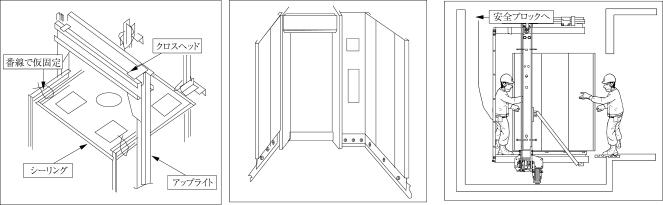 クロスヘッド
番線で仮固定
シーリング
アップライト
安全ブロックへ